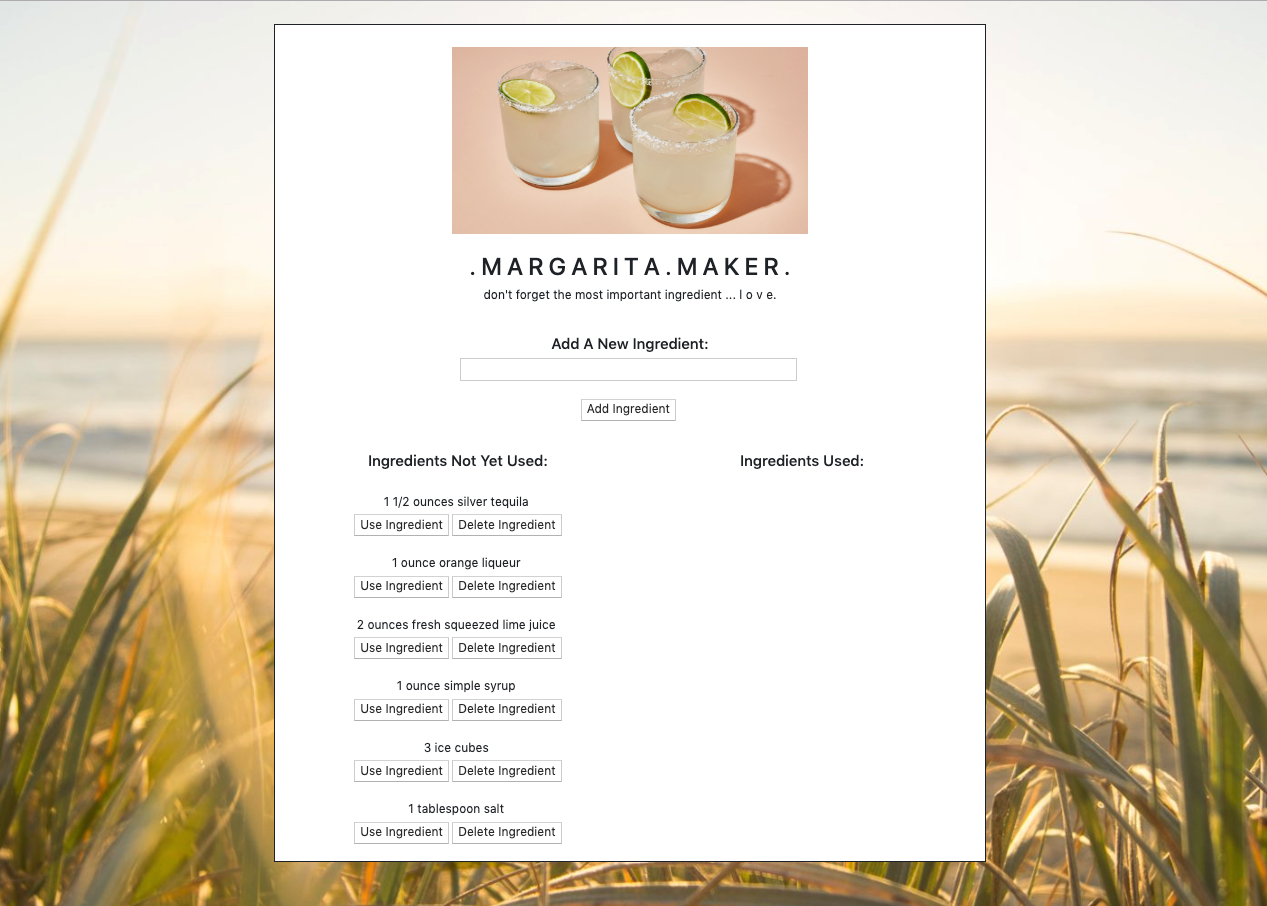 .MARGARITA.MAKER.
don't forget the most important ingredient ... l o v e.
Add A New Ingredient:
Add Ingredient
Ingredients Not Yet Used:
1 1/2 ounces silver tequila
Use Ingredient Delete Ingredient
1 ounce orange liqueur
Use Ingredient Delete Ingredient
2 ounces fresh squeezed lime juice
Use Ingredient Delete Ingredient
1 ounce simple syrup
Use Ingredient Delete Ingredient
3 ice cubes
Use Ingredient Delete Ingredient
1 tablespoon salt
Use Ingredient Delete Ingredient
Ingredients Used: